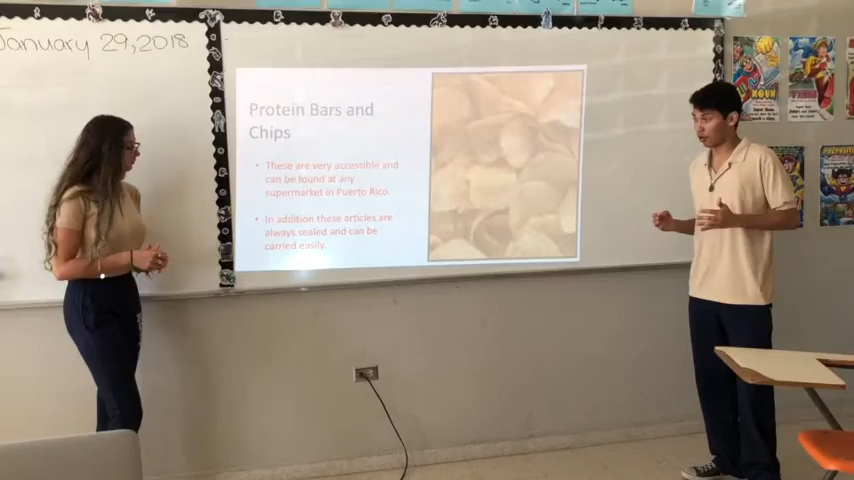 January 29, 2018
Protein Bars and
Chips
• These are very accessible and
can be found at any
supermarket in Puerto Rico.
• In addition these articles are
always sealed and can be
carried easily.
NOUN